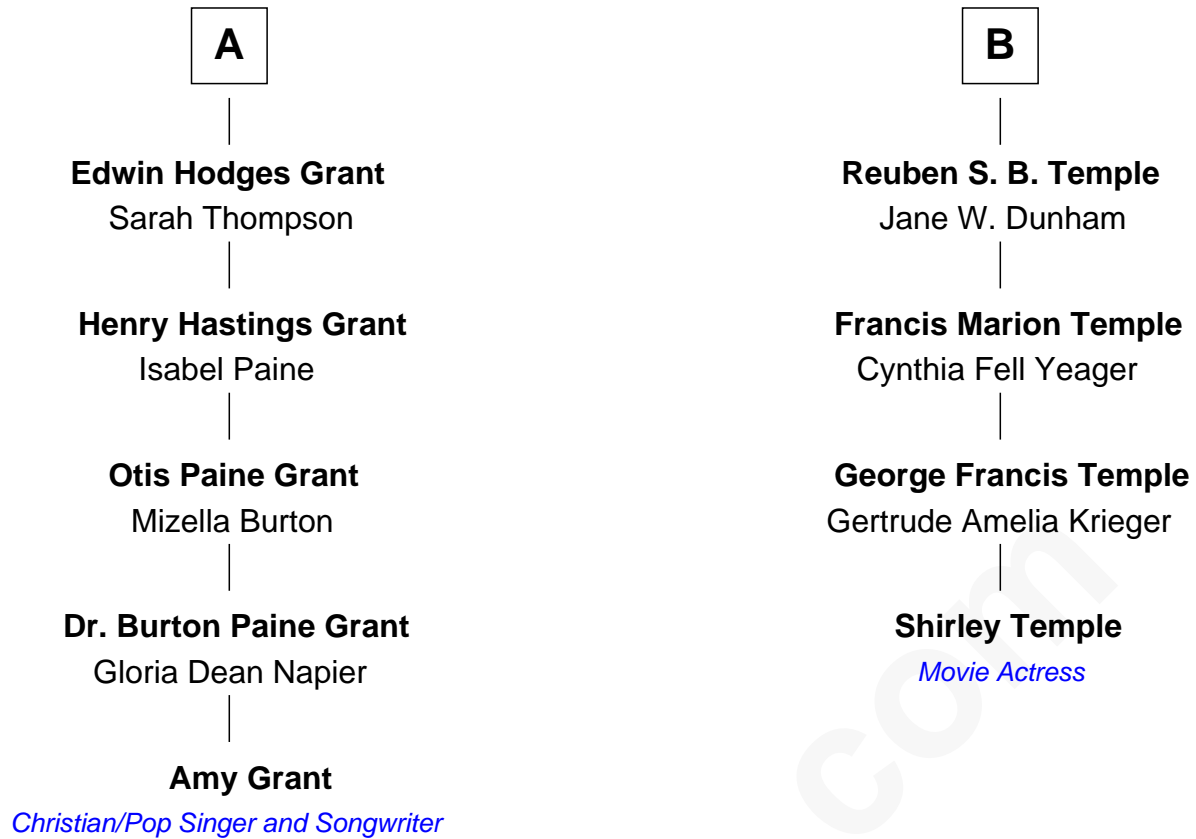 A
Edwin Hodges Grant
Sarah Thompson
Henry Hastings Grant
Isabel Paine
Otis Paine Grant
Mizella Burton
Dr. Burton Paine Grant
Gloria Dean Napier
Amy Grant
Christian/Pop Singer and Songwriter
B
Reuben S. B. Temple
Jane W. Dunham
Francis Marion Temple
Cynthia Fell Yeager
George Francis Temple
Gertrude Amelia Krieger
Shirley Temple
Movie Actress
com